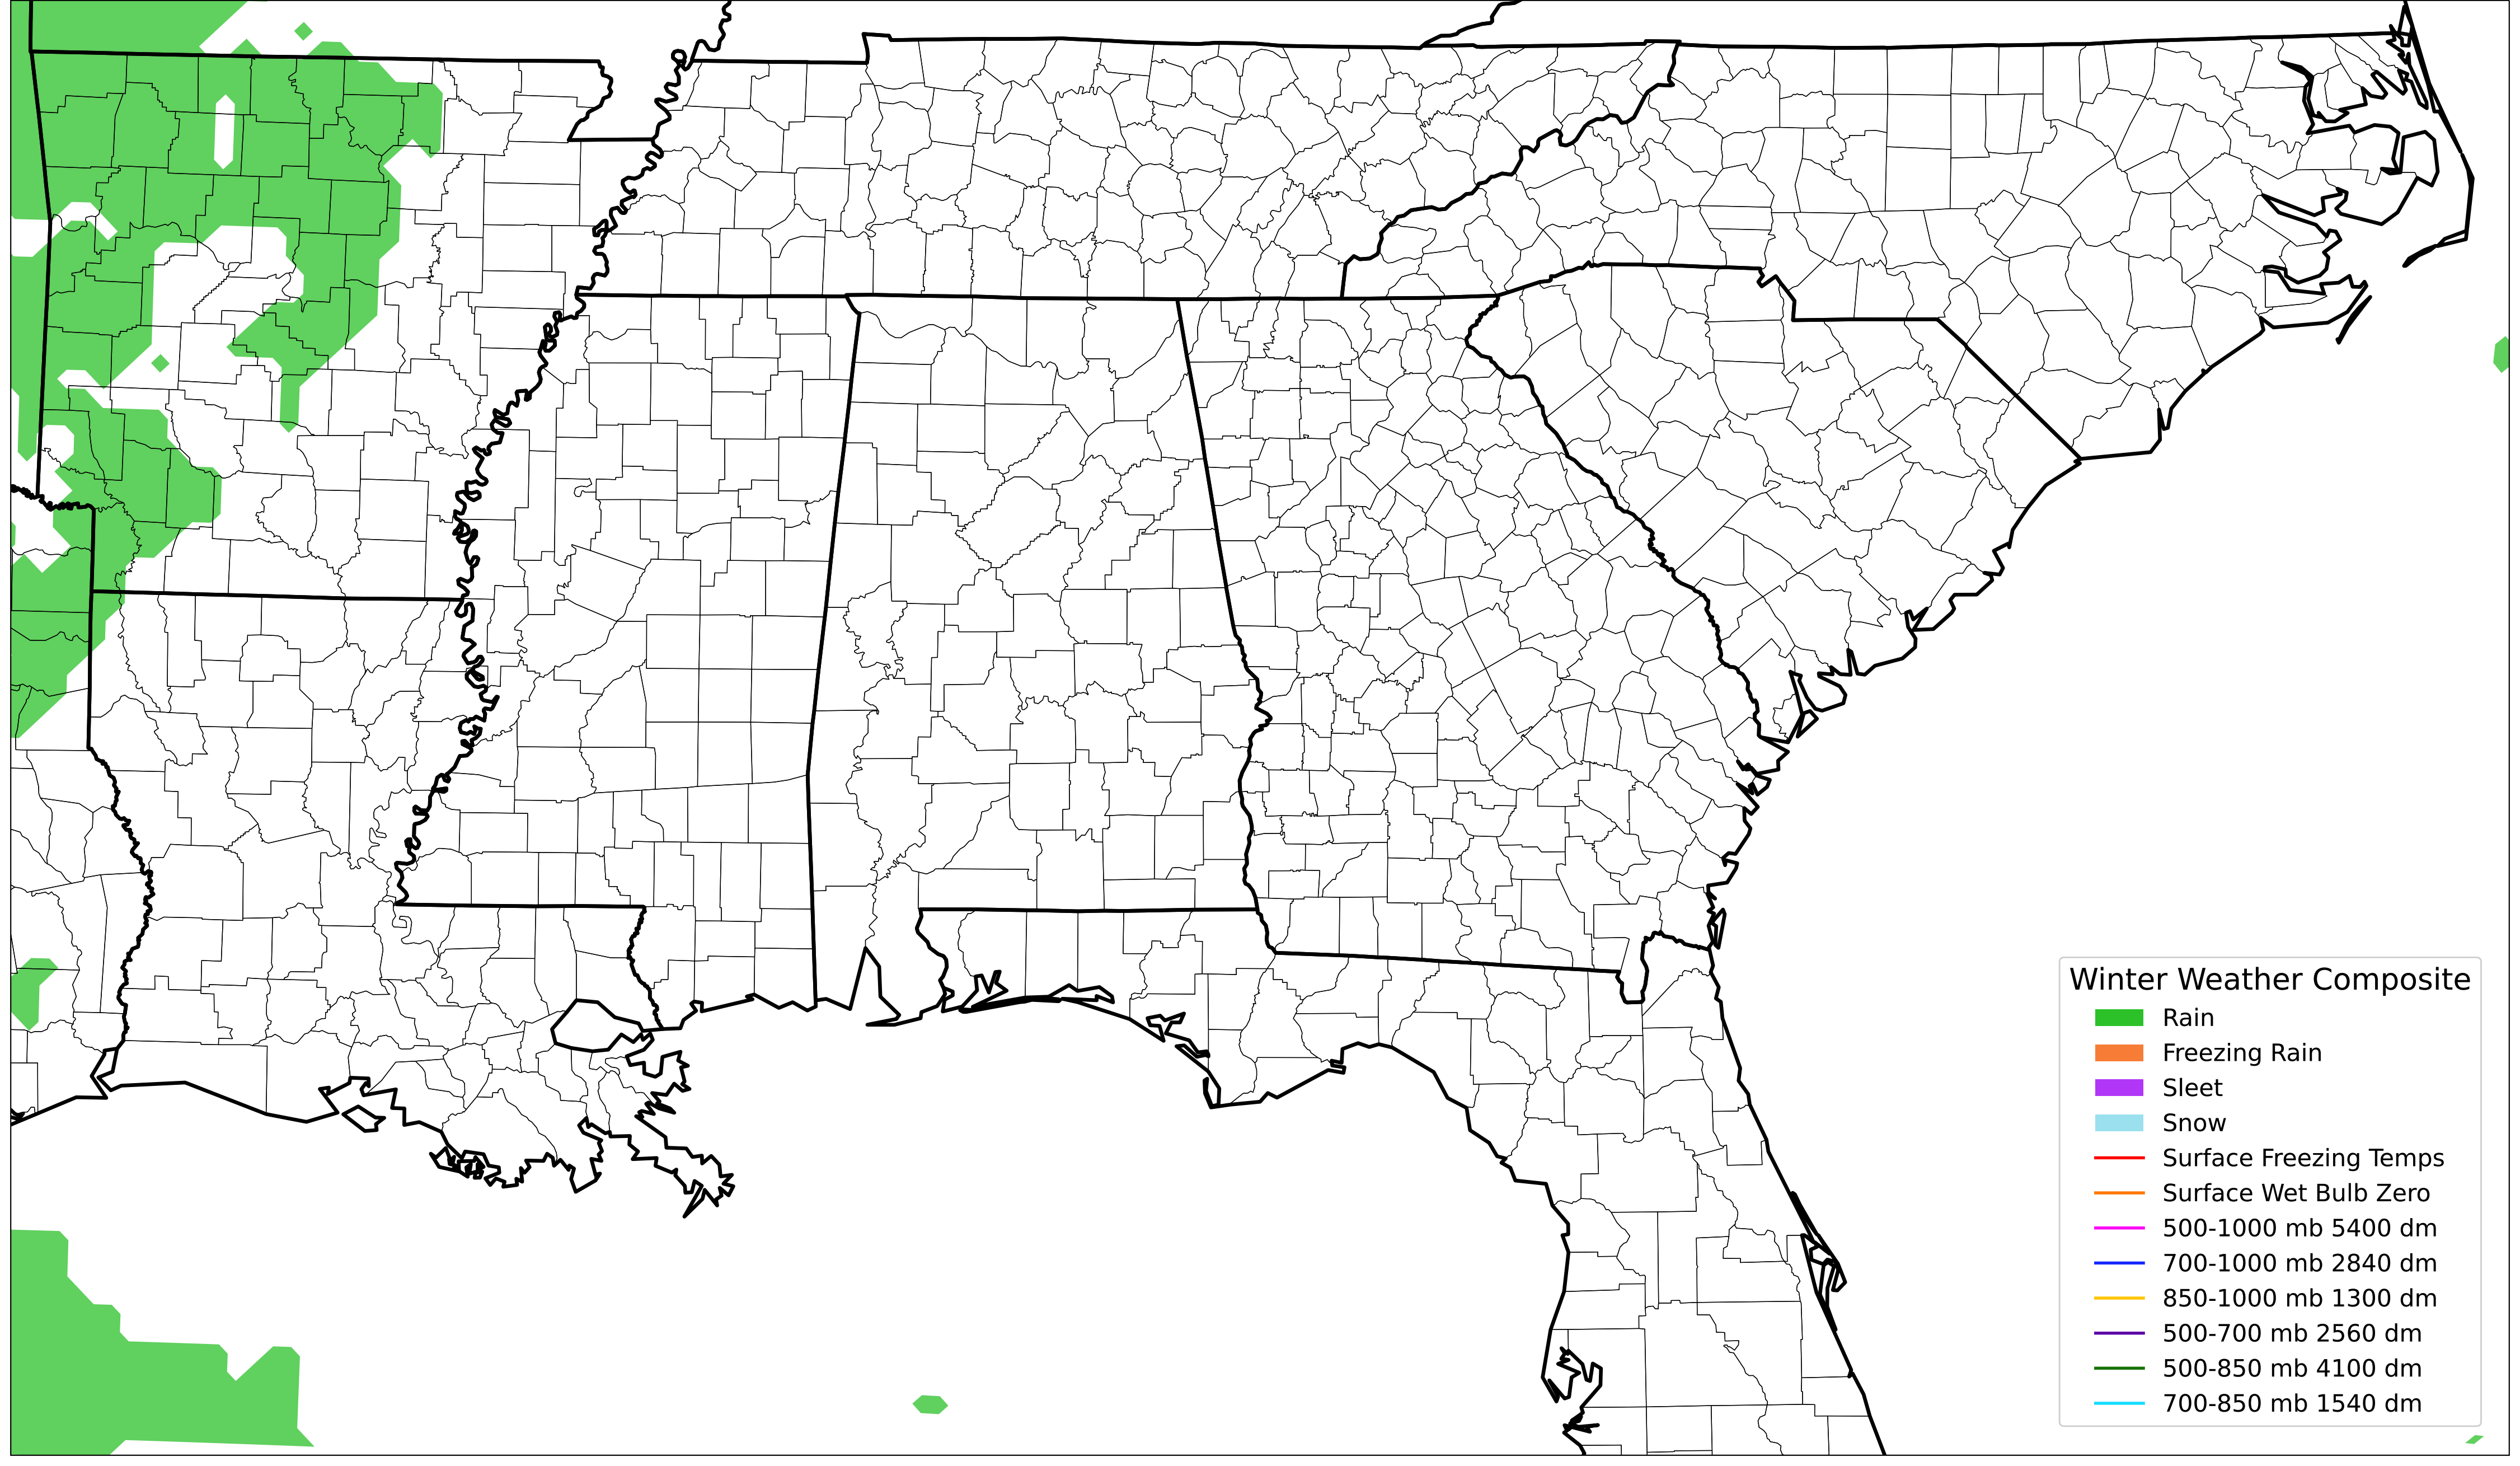 Winter Weather Composite
Rain
Freezing Rain
Sleet
Snow
Surface Freezing Temps
Surface Wet Bulb Zero
500-1000 mb 5400 dm
700-1000 mb 2840 dm
850-1000 mb 1300 dm
500-700 mb 2560 dm
500-850 mb 4100 dm
700-850 mb 1540 dm